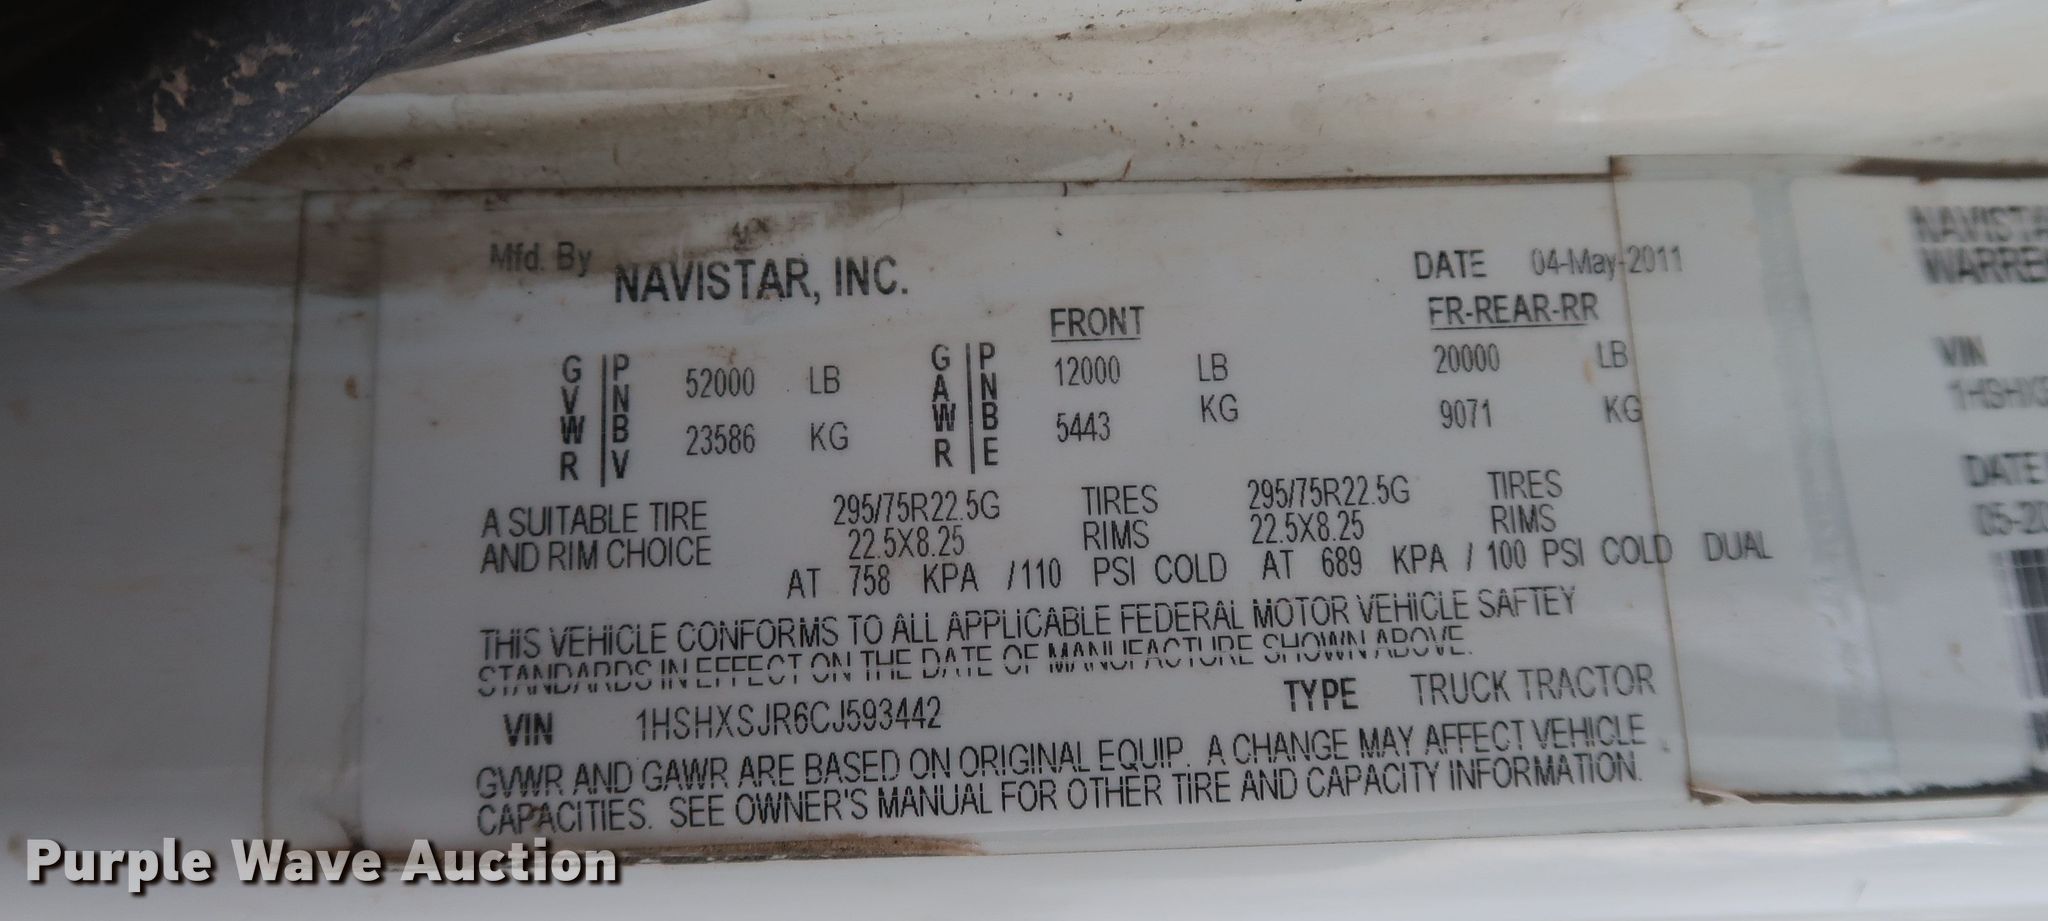 Mfd. By NAVISTAR, INC. DATE 04-May-2011
FRONT FR-REAR-RR
GVWR PNBV 52000 LB GAWR PNBE 12000 LB 20000 LB
23586 KG 5443 KG 9071 KG
A SUITABLE TIRE 295/75R22.5G TIRES 295/75R22.5G TIRES
AND RIM CHOICE 22.5X8.25 RIMS 22.5X8.25 RIMS
AT 758 KPA /110 PSI COLD AT 689 KPA / 100 PSI COLD DUAL
THIS VEHICLE CONFORMS TO ALL APPLICABLE FEDERAL MOTOR VEHICLE SAFTEY
STANDARDS IN EFFECT ON THE DATE OF MANUFACTURE SHOWN ABOVE.
VIN 1HSHXSJR6CJ593442 TYPE TRUCK TRACTOR
GVWR AND GAWR ARE BASED ON ORIGINAL EQUIP. A CHANGE MAY AFFECT VEHICLE
CAPACITIES. SEE OWNER'S MANUAL FOR OTHER TIRE AND CAPACITY INFORMATION.
VIN
DATE
Purple Wave Auction